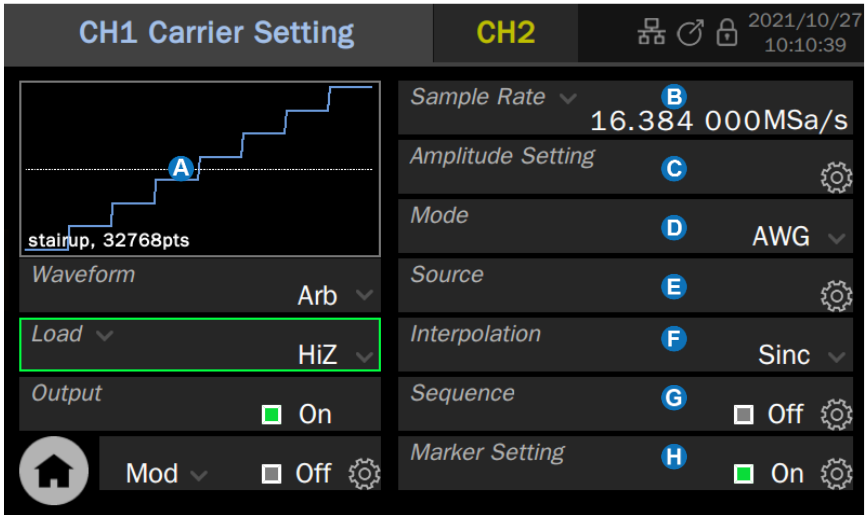 CH1 Carrier Setting
CH2
2021/10/27
10:10:39
A
stairup, 32768pts
Waveform
Arb
Load
HiZ
Output
On
Mod
Off
Sample Rate
B
16.384 000MSa/s
Amplitude Setting
C
Mode
D
AWG
Source
E
Interpolation
F
Sinc
Sequence
G
Off
Marker Setting
H
On